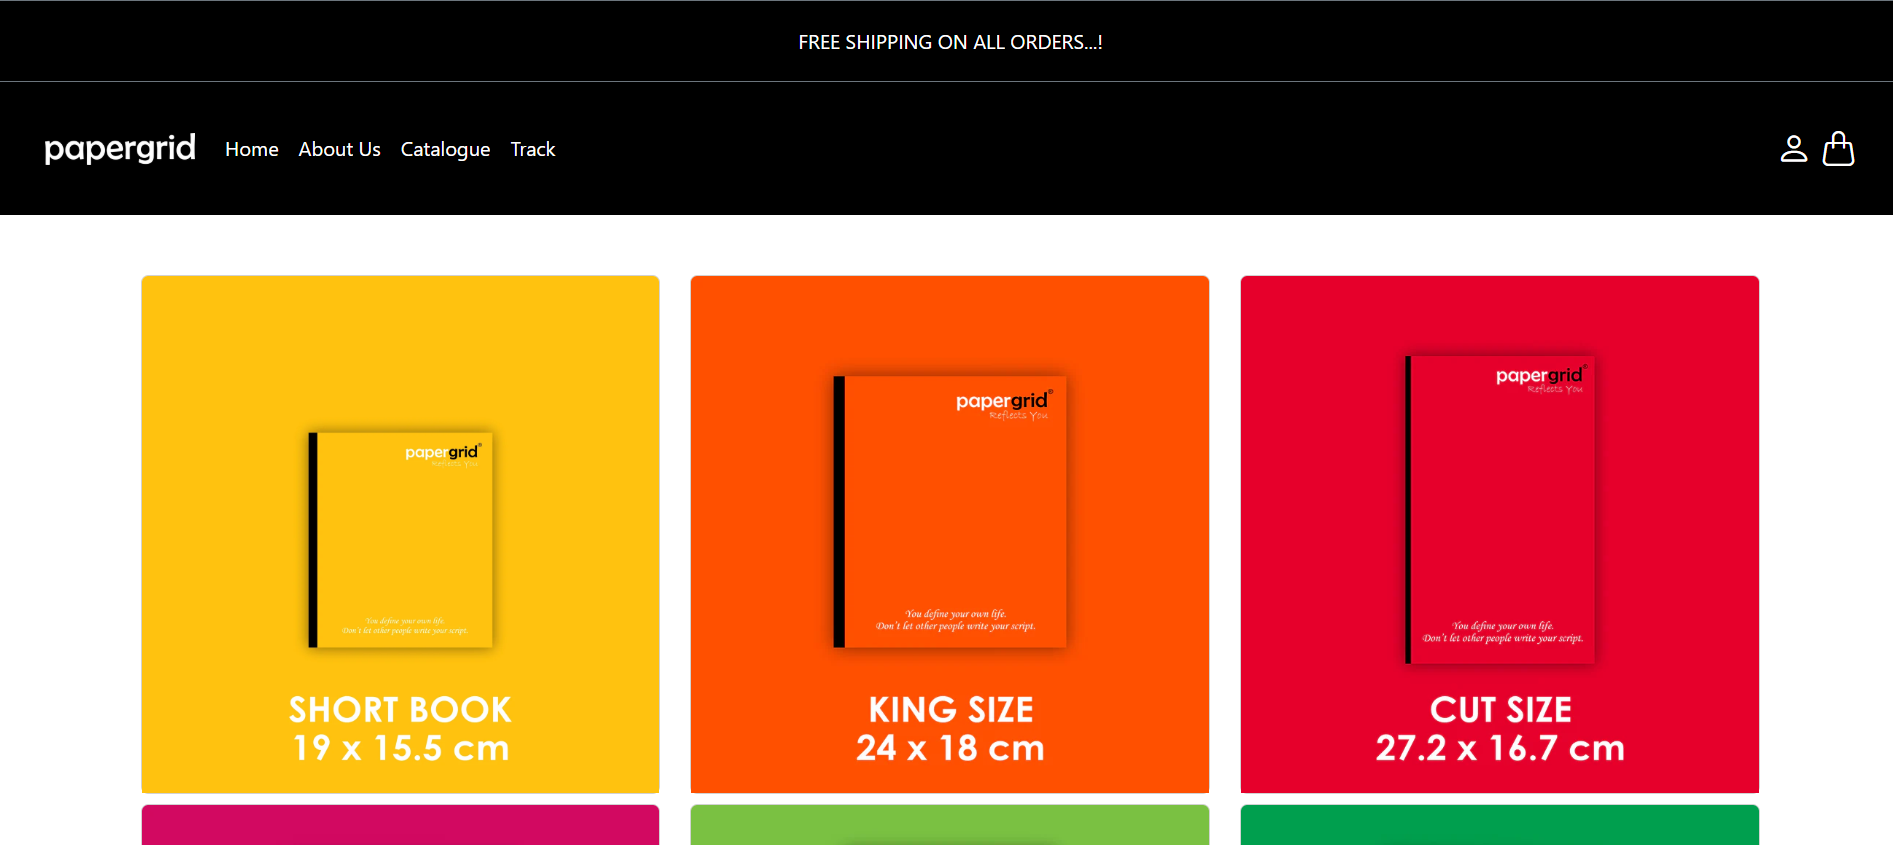 FREE SHIPPING ON ALL ORDERS...!
papergrid Home About Us Catalogue Track
papergrid®
Reflects You
You define your own life.
Don't let other people write your script.
SHORT BOOK
19 x 15.5 cm
papergrid®
Reflects You
You define your own life.
Don't let other people write your script.
KING SIZE
24 x 18 cm
papergrid®
Reflects You
You define your own life.
Don't let other people write your script.
CUT SIZE
27.2 x 16.7 cm